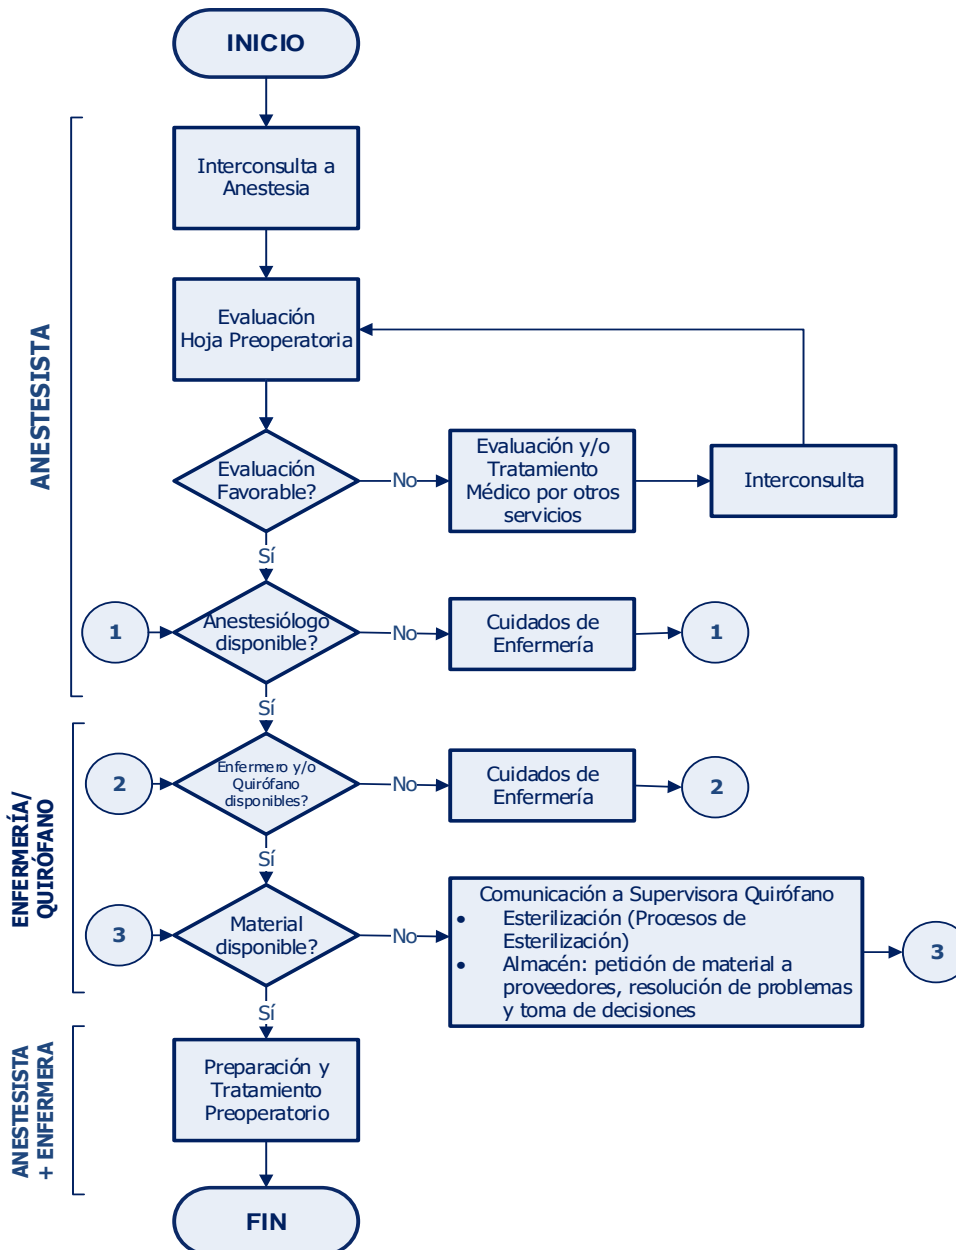 INICIO
Interconsulta a
Anestesia
Evaluación
Hoja Preoperatoria
ANESTESISTA
Evaluación
Favorable?
No
Evaluación y/o
Tratamiento
Médico por otros
servicios
Interconsulta
Sí
1
Anestesiólogo
disponible?
No
Cuidados de
Enfermería
1
Sí
ENFERMERÍA/
QUIRÓFANO
2
Enfermero y/o
Quirófano
disponibles?
No
Cuidados de
Enfermería
2
Sí
3
Material
disponible?
No
Comunicación a Supervisora Quirófano
• Esterilización (Procesos de
Esterilización)
• Almacén: petición de material a
proveedores, resolución de problemas
y toma de decisiones
3
Sí
ANESTESISTA
+ ENFERMERA
Preparación y
Tratamiento
Preoperatorio
FIN